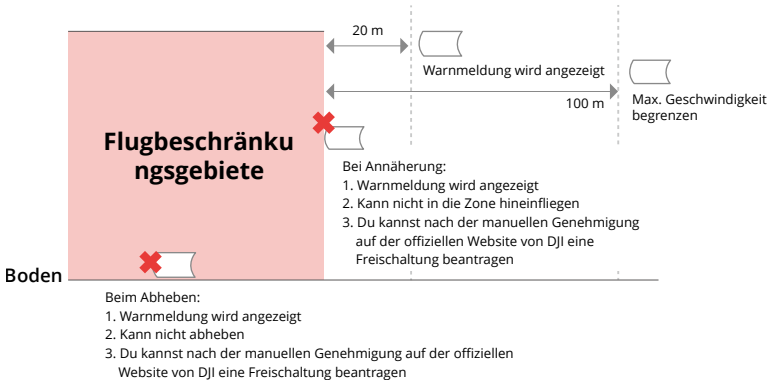 20 m
Warnmeldung wird angezeigt
100 m
Max. Geschwindigkeit
begrenzen
Flugbeschränku
ngsgebiete
Bei Annäherung:
1. Warnmeldung wird angezeigt
2. Kann nicht in die Zone hineinfliegen
3. Du kannst nach der manuellen Genehmigung
auf der offiziellen Website von DJI eine
Freischaltung beantragen
Boden
Beim Abheben:
1. Warnmeldung wird angezeigt
2. Kann nicht abheben
3. Du kannst nach der manuellen Genehmigung auf der offiziellen
Website von DJI eine Freischaltung beantragen